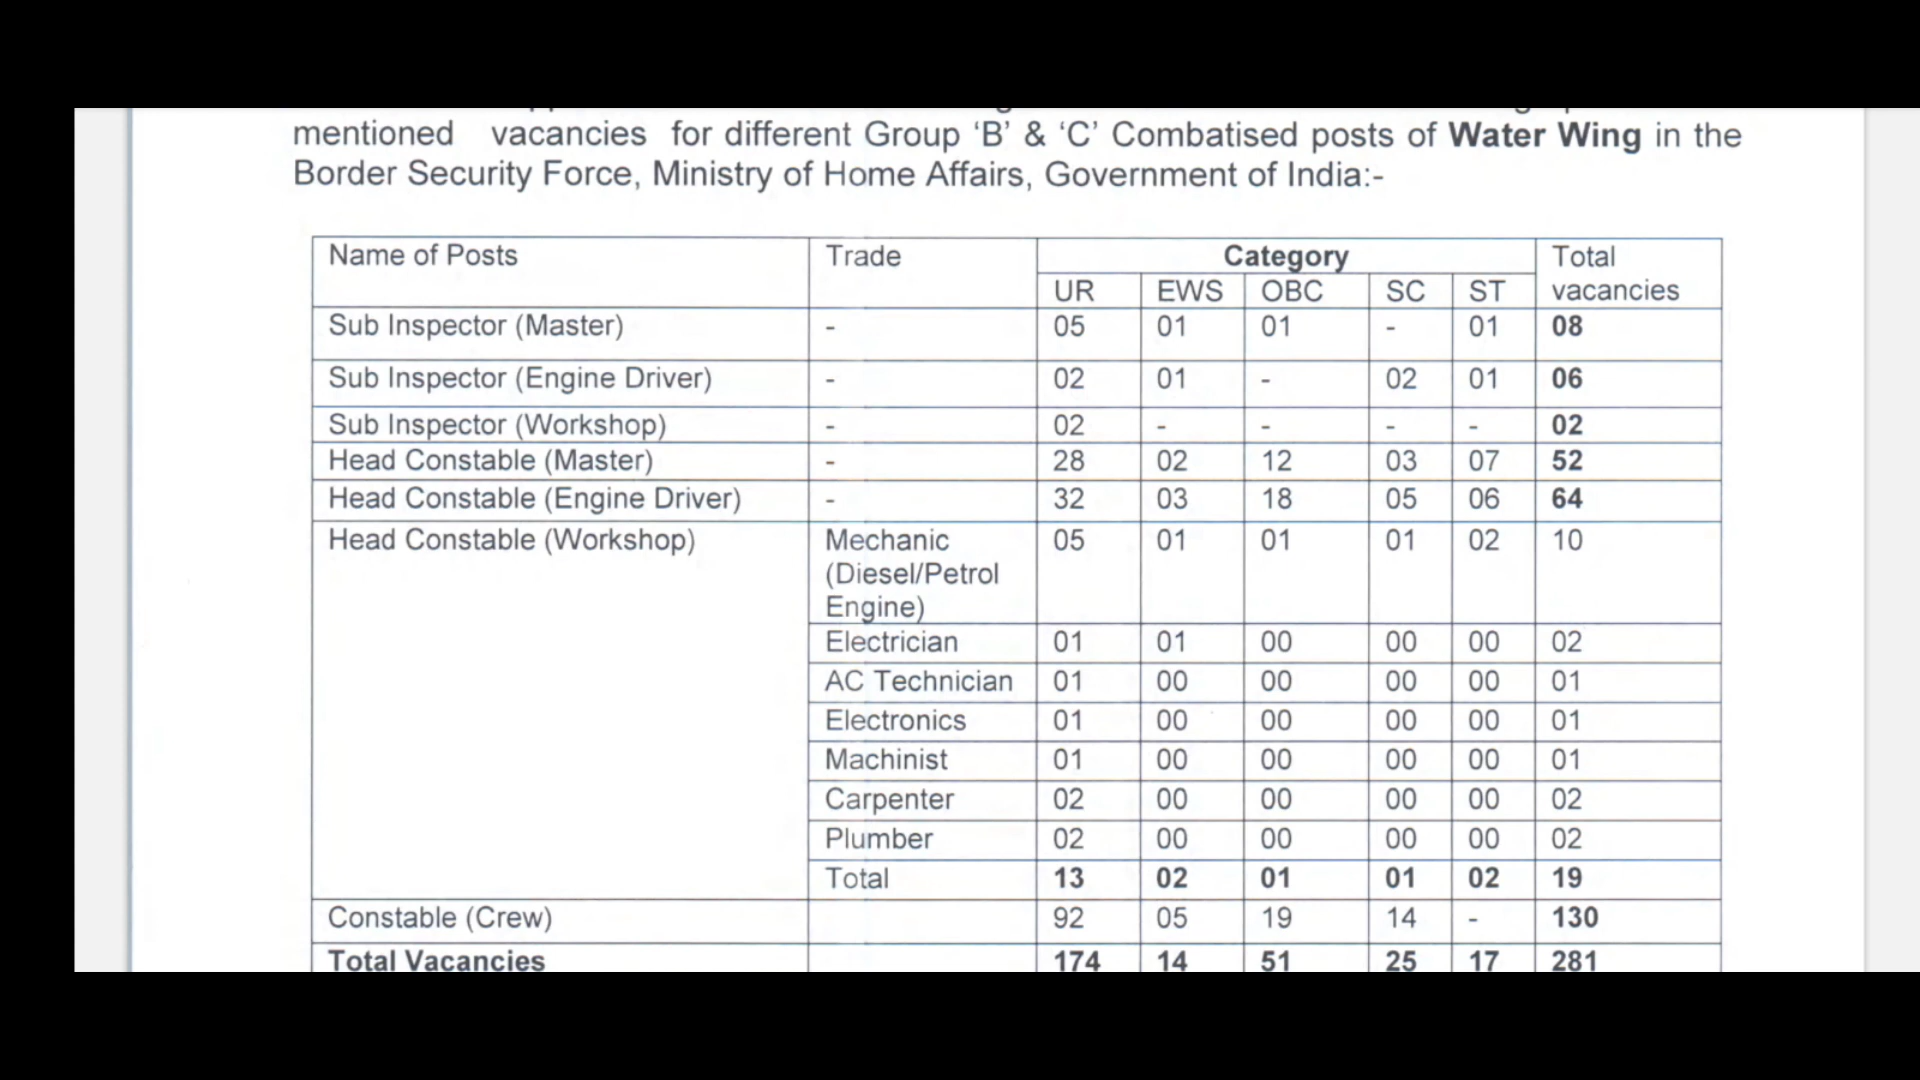 mentioned vacancies for different Group ‘B’ & ‘C’ Combatised posts of Water Wing in the
Border Security Force, Ministry of Home Affairs, Government of India:-
Name of Posts Trade Category Total vacancies
UR EWS OBC SC ST
Sub Inspector (Master) - 05 01 01 - 01 08
Sub Inspector (Engine Driver) - 02 01 - 02 01 06
Sub Inspector (Workshop) - 02 - - - - 02
Head Constable (Master) - 28 02 12 03 07 52
Head Constable (Engine Driver) - 32 03 18 05 06 64
Head Constable (Workshop) Mechanic 05 01 01 01 02 10
(Diesel/Petrol
Engine)
Electrician 01 01 00 00 00 02
AC Technician 01 00 00 00 00 01
Electronics 01 00 00 00 00 01
Machinist 01 00 00 00 00 01
Carpenter 02 00 00 00 00 02
Plumber 02 00 00 00 00 02
Total 13 02 01 01 02 19
Constable (Crew) 92 05 19 14 - 130
Total Vacancies 174 14 51 25 17 281